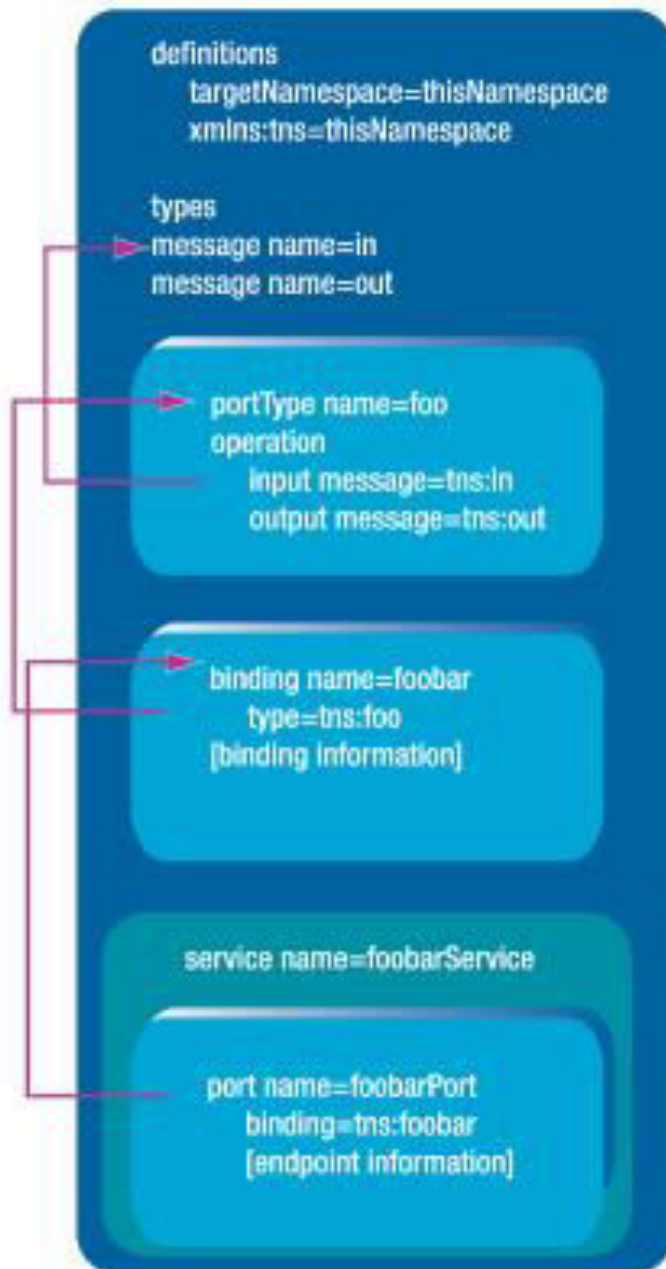 definitions
targetNamespace=thisNamespace
xmlns:tns=thisNamespace
types
message name=in
message name=out
portType name=foo
operation
input message=tns:in
output message=tns:out
binding name=foobar
type=tns:foo
[binding information]
service name=foobarService
port name=foobarPort
binding=tns:foobar
[endpoint information]